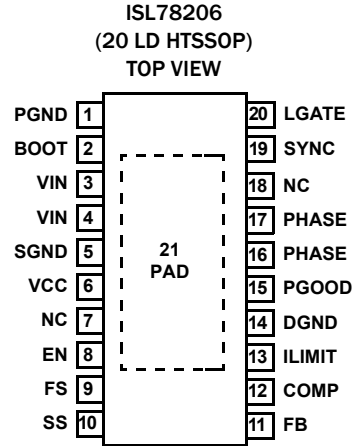 ISL78206
(20 LD HTSSOP)
TOP VIEW
PGND 1
BOOT 2
VIN 3
VIN 4
SGND 5
VCC 6
NC 7
EN 8
FS 9
SS 10
21
PAD
20 LGATE
19 SYNC
18 NC
17 PHASE
16 PHASE
15 PGOOD
14 DGND
13 ILIMIT
12 COMP
11 FB